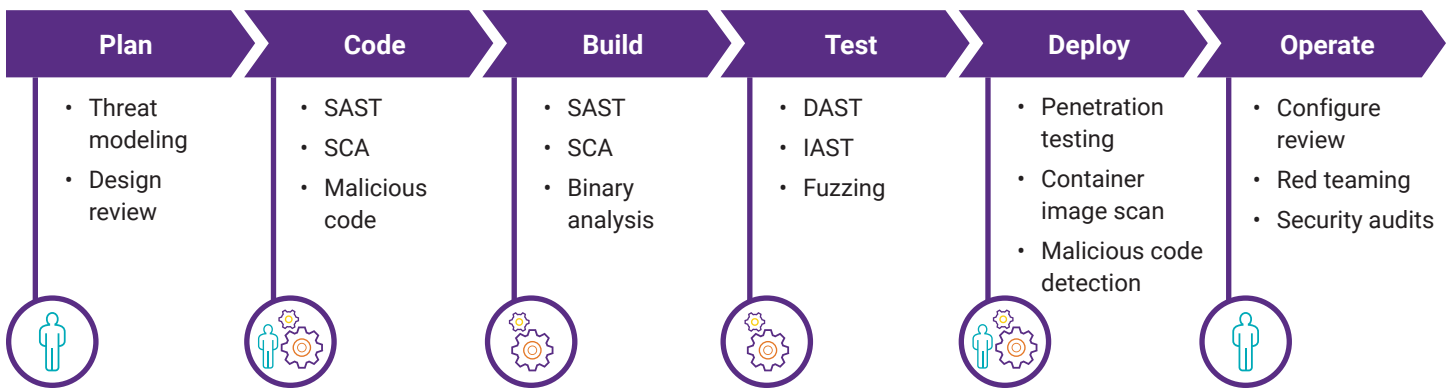 Plan
Code
Build
Test
Deploy
Operate
• Threat
modeling
• Design
review
• SAST
• SCA
• Malicious
code
• SAST
• SCA
• Binary
analysis
• DAST
• IAST
• Fuzzing
• Penetration
testing
• Container
image scan
• Malicious code
detection
• Configure
review
• Red teaming
• Security audits